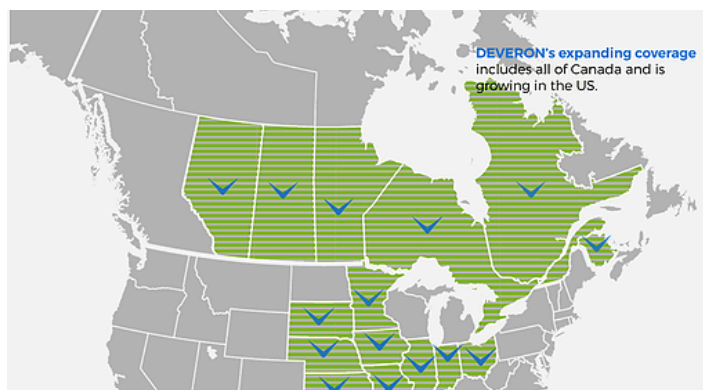 DEVERON's expanding coverage
includes all of Canada and is
growing in the US.